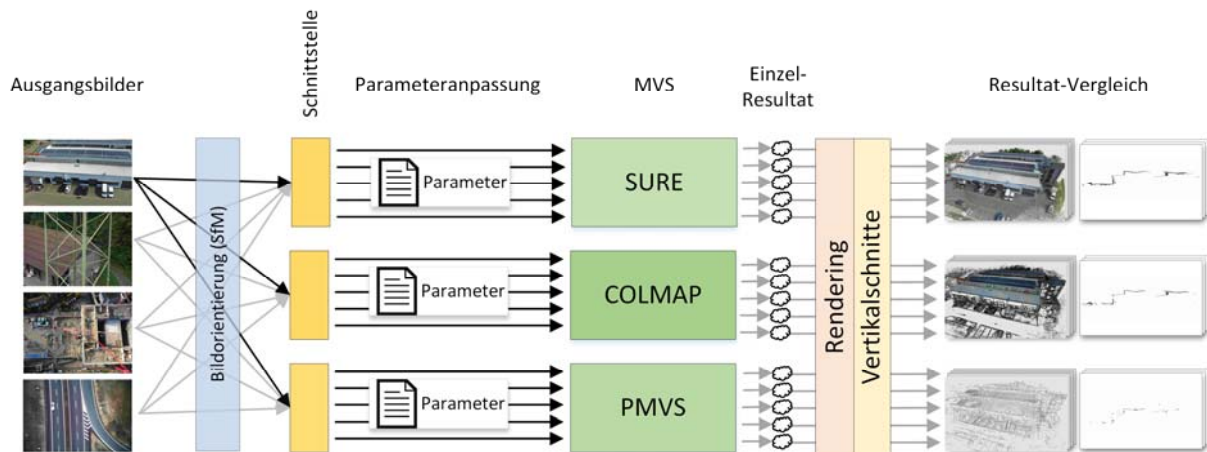 Ausgangsbilder
Schnittstelle
Parameteranpassung
MVS
Einzel-
Resultat
Resultat-Vergleich
Bildorientierung (SfM)
Parameter
SURE
Parameter
COLMAP
Parameter
PMVS
Rendering
Vertikalschnitte